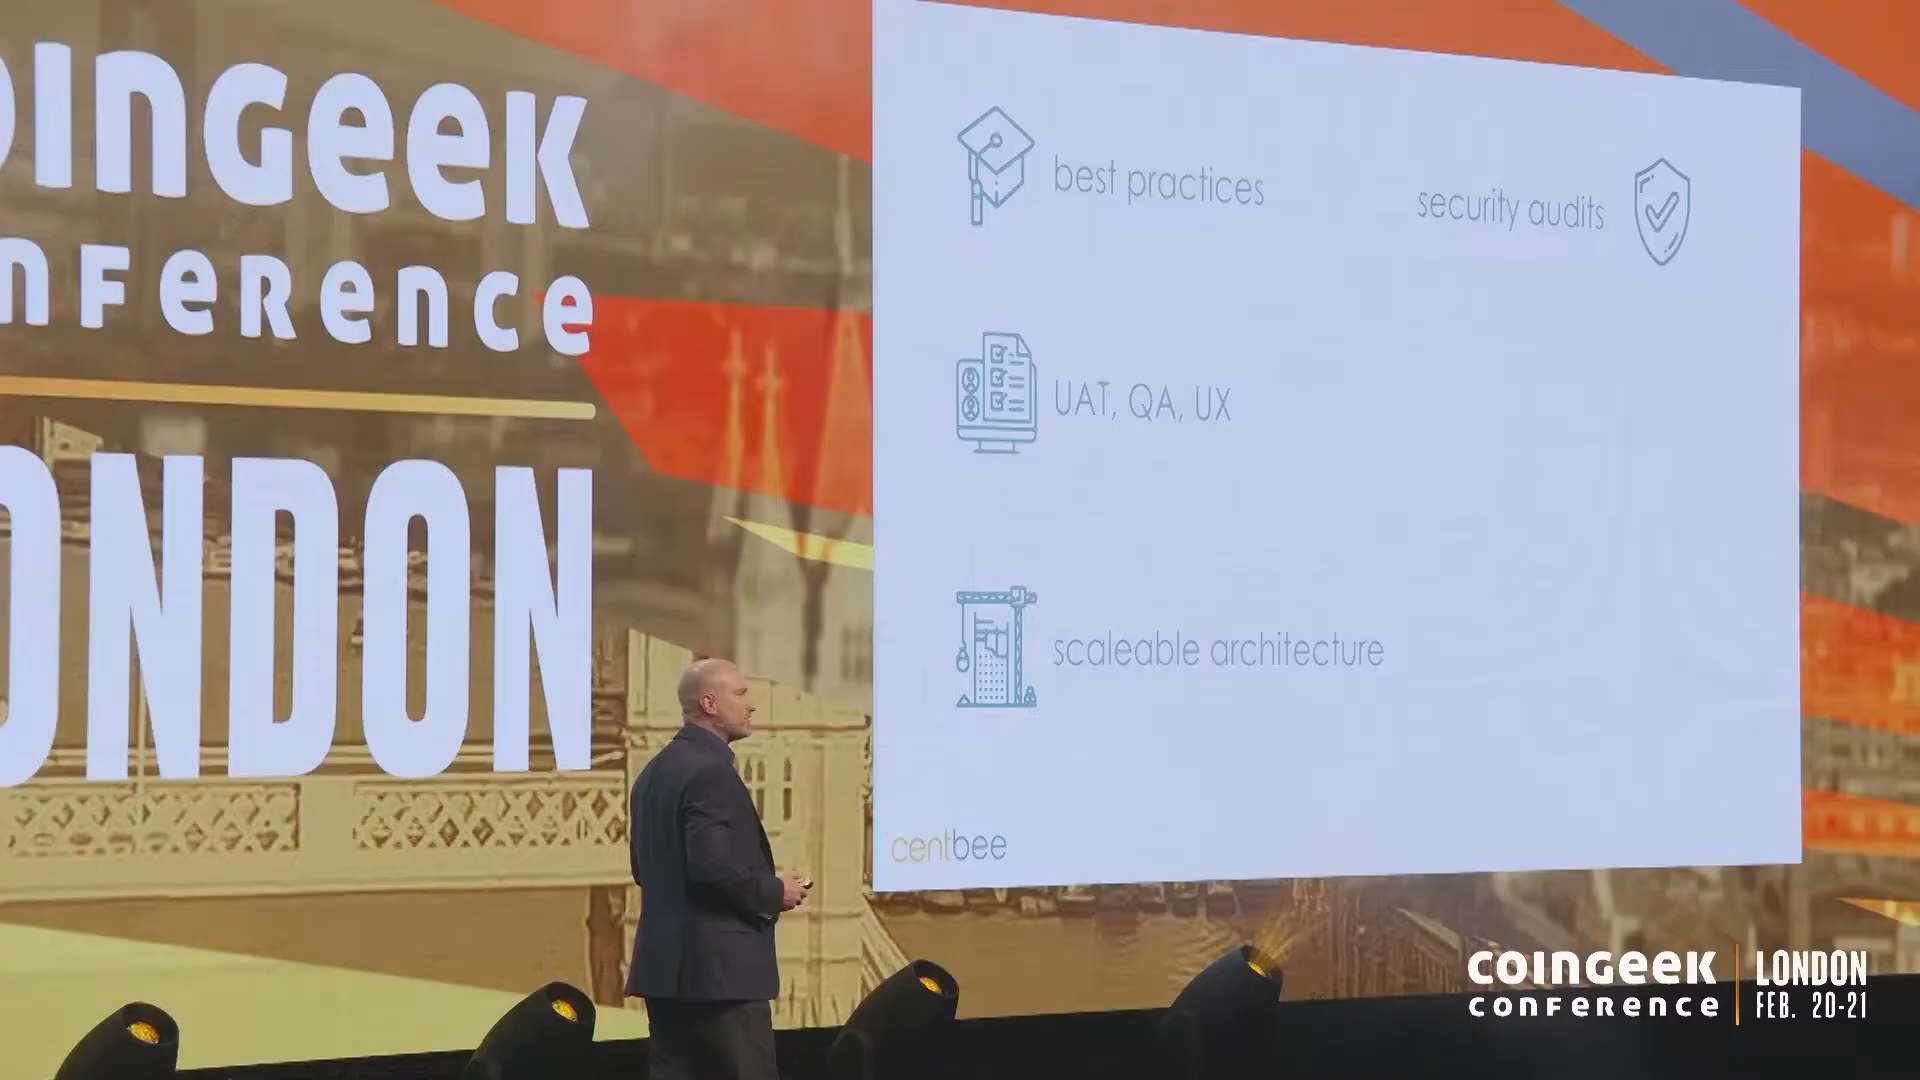 OINGeeK
nFeRence
ONDON
best practices
security audits
UAT, QA, UX
scaleable architecture
centbee
COINGeeK
CONFERENCE
LONDON
FEB. 20-21